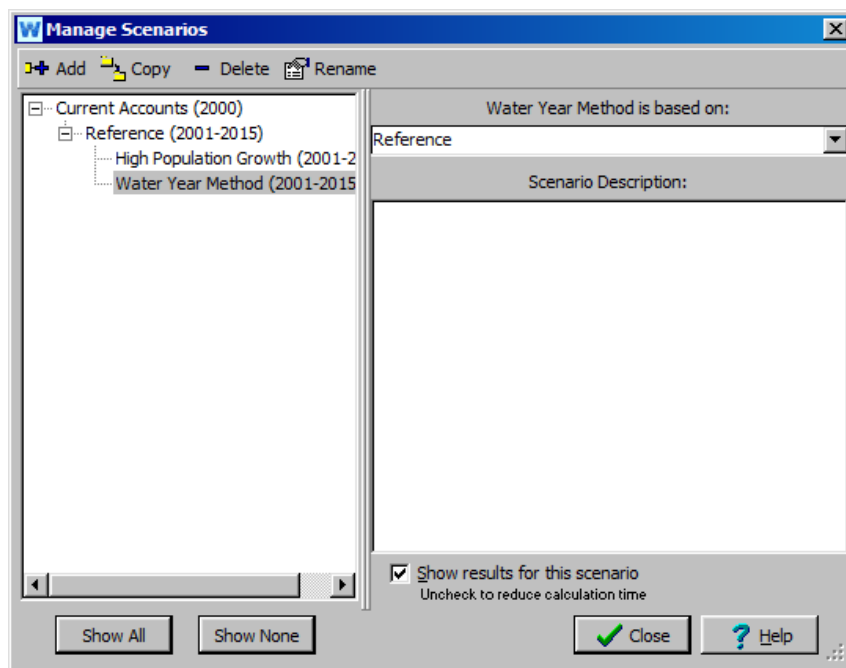 W Manage Scenarios
Add Copy Delete Rename
Current Accounts (2000)
Reference (2001-2015)
High Population Growth (2001-2
Water Year Method (2001-2015
Water Year Method is based on:
Reference
Scenario Description:
Show results for this scenario
Uncheck to reduce calculation time
Show All Show None Close ? Help